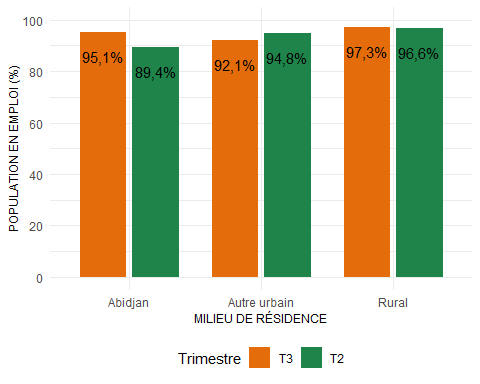 POPULATION EN EMPLOI (%)
100
80
60
40
20
0
95,1%
89,4%
92,1%
94,8%
97,3%
96,6%
Abidjan
Autre urbain
Rural
MILIEU DE RÉSIDENCE
Trimestre T3 T2